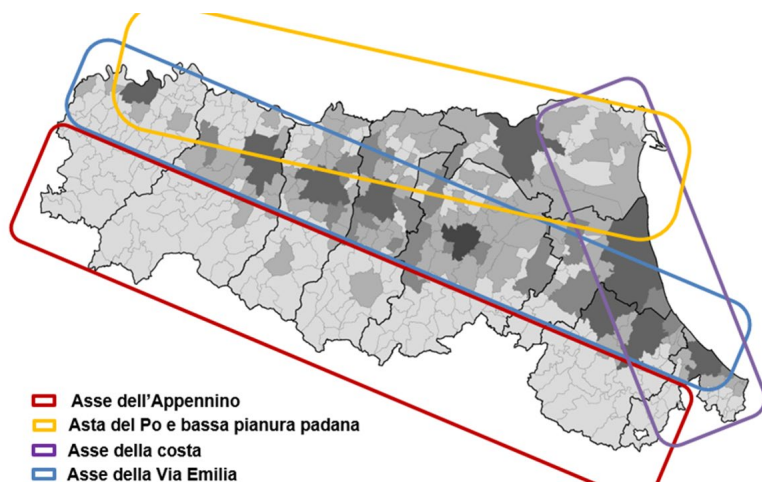 Asse dell'Appennino
Asta del Po e bassa pianura padana
Asse della costa
Asse della Via Emilia